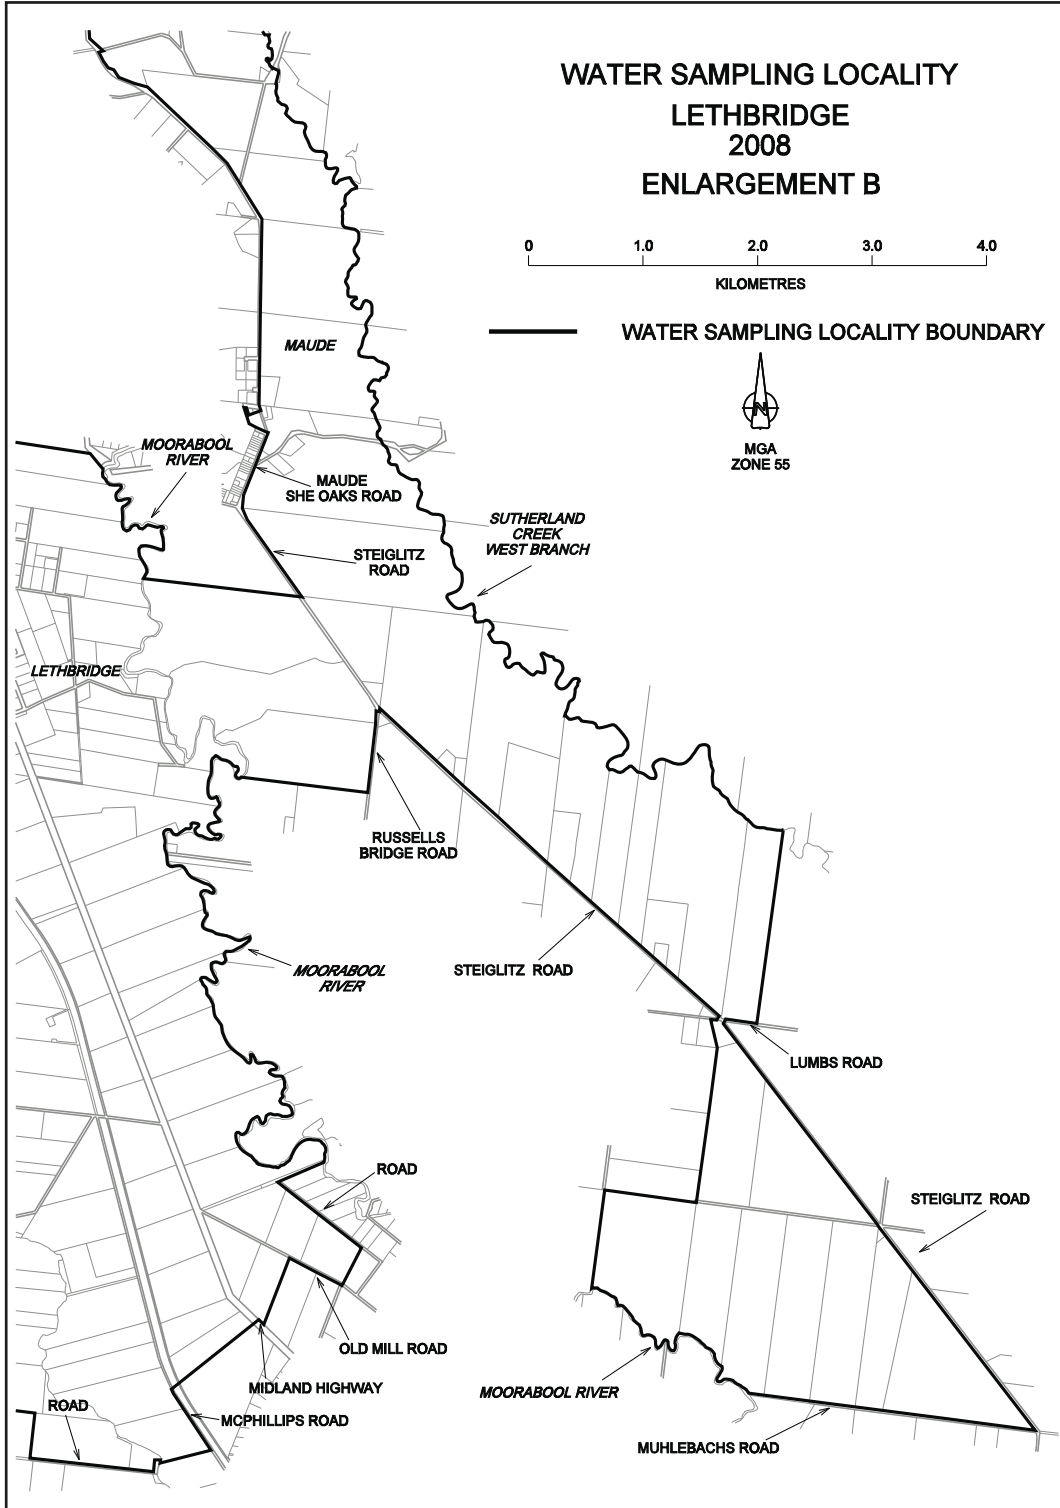 WATER SAMPLING LOCALITY
LETHBRIDGE
2008
ENLARGEMENT B
0 1.0 2.0 3.0 4.0
KILOMETRES
WATER SAMPLING LOCALITY BOUNDARY
N
MGA
ZONE 55
MAUDE
MOORABOOL
RIVER
MAUDE
SHE OAKS ROAD
STEIGLITZ
ROAD
SUTHERLAND
CREEK
WEST BRANCH
LETHBRIDGE
RUSSELLS
BRIDGE ROAD
STEIGLITZ ROAD
MOORABOOL
RIVER
LUMBS ROAD
ROAD
STEIGLITZ ROAD
OLD MILL ROAD
MIDLAND HIGHWAY
MOORABOOL RIVER
ROAD
MCPHILLIPS ROAD
MUHLEBACHS ROAD